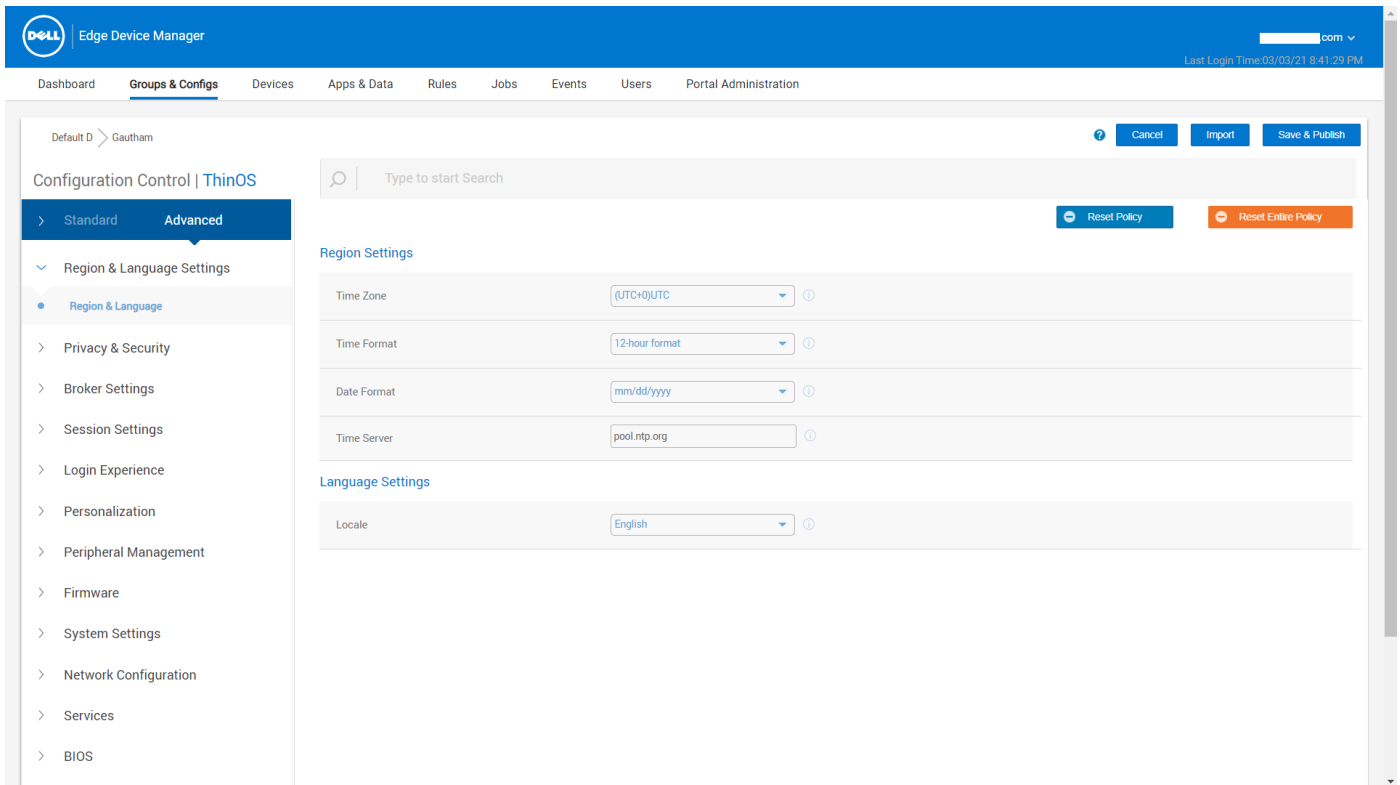 DELL Edge Device Manager
.com
Last Login Time:03/03/21 8:41:29 PM
Dashboard Groups & Configs Devices Apps & Data Rules Jobs Events Users Portal Administration
Default D Gautham
? Cancel Import Save & Publish
Configuration Control | ThinOS
Type to start Search
Standard Advanced
Reset Policy Reset Entire Policy
Region & Language Settings
Region & Language
Privacy & Security
Broker Settings
Session Settings
Login Experience
Personalization
Peripheral Management
Firmware
System Settings
Network Configuration
Services
BIOS
Region Settings
Time Zone (UTC+0)UTC
Time Format 12-hour format
Date Format mm/dd/yyyy
Time Server pool.ntp.org
Language Settings
Locale English